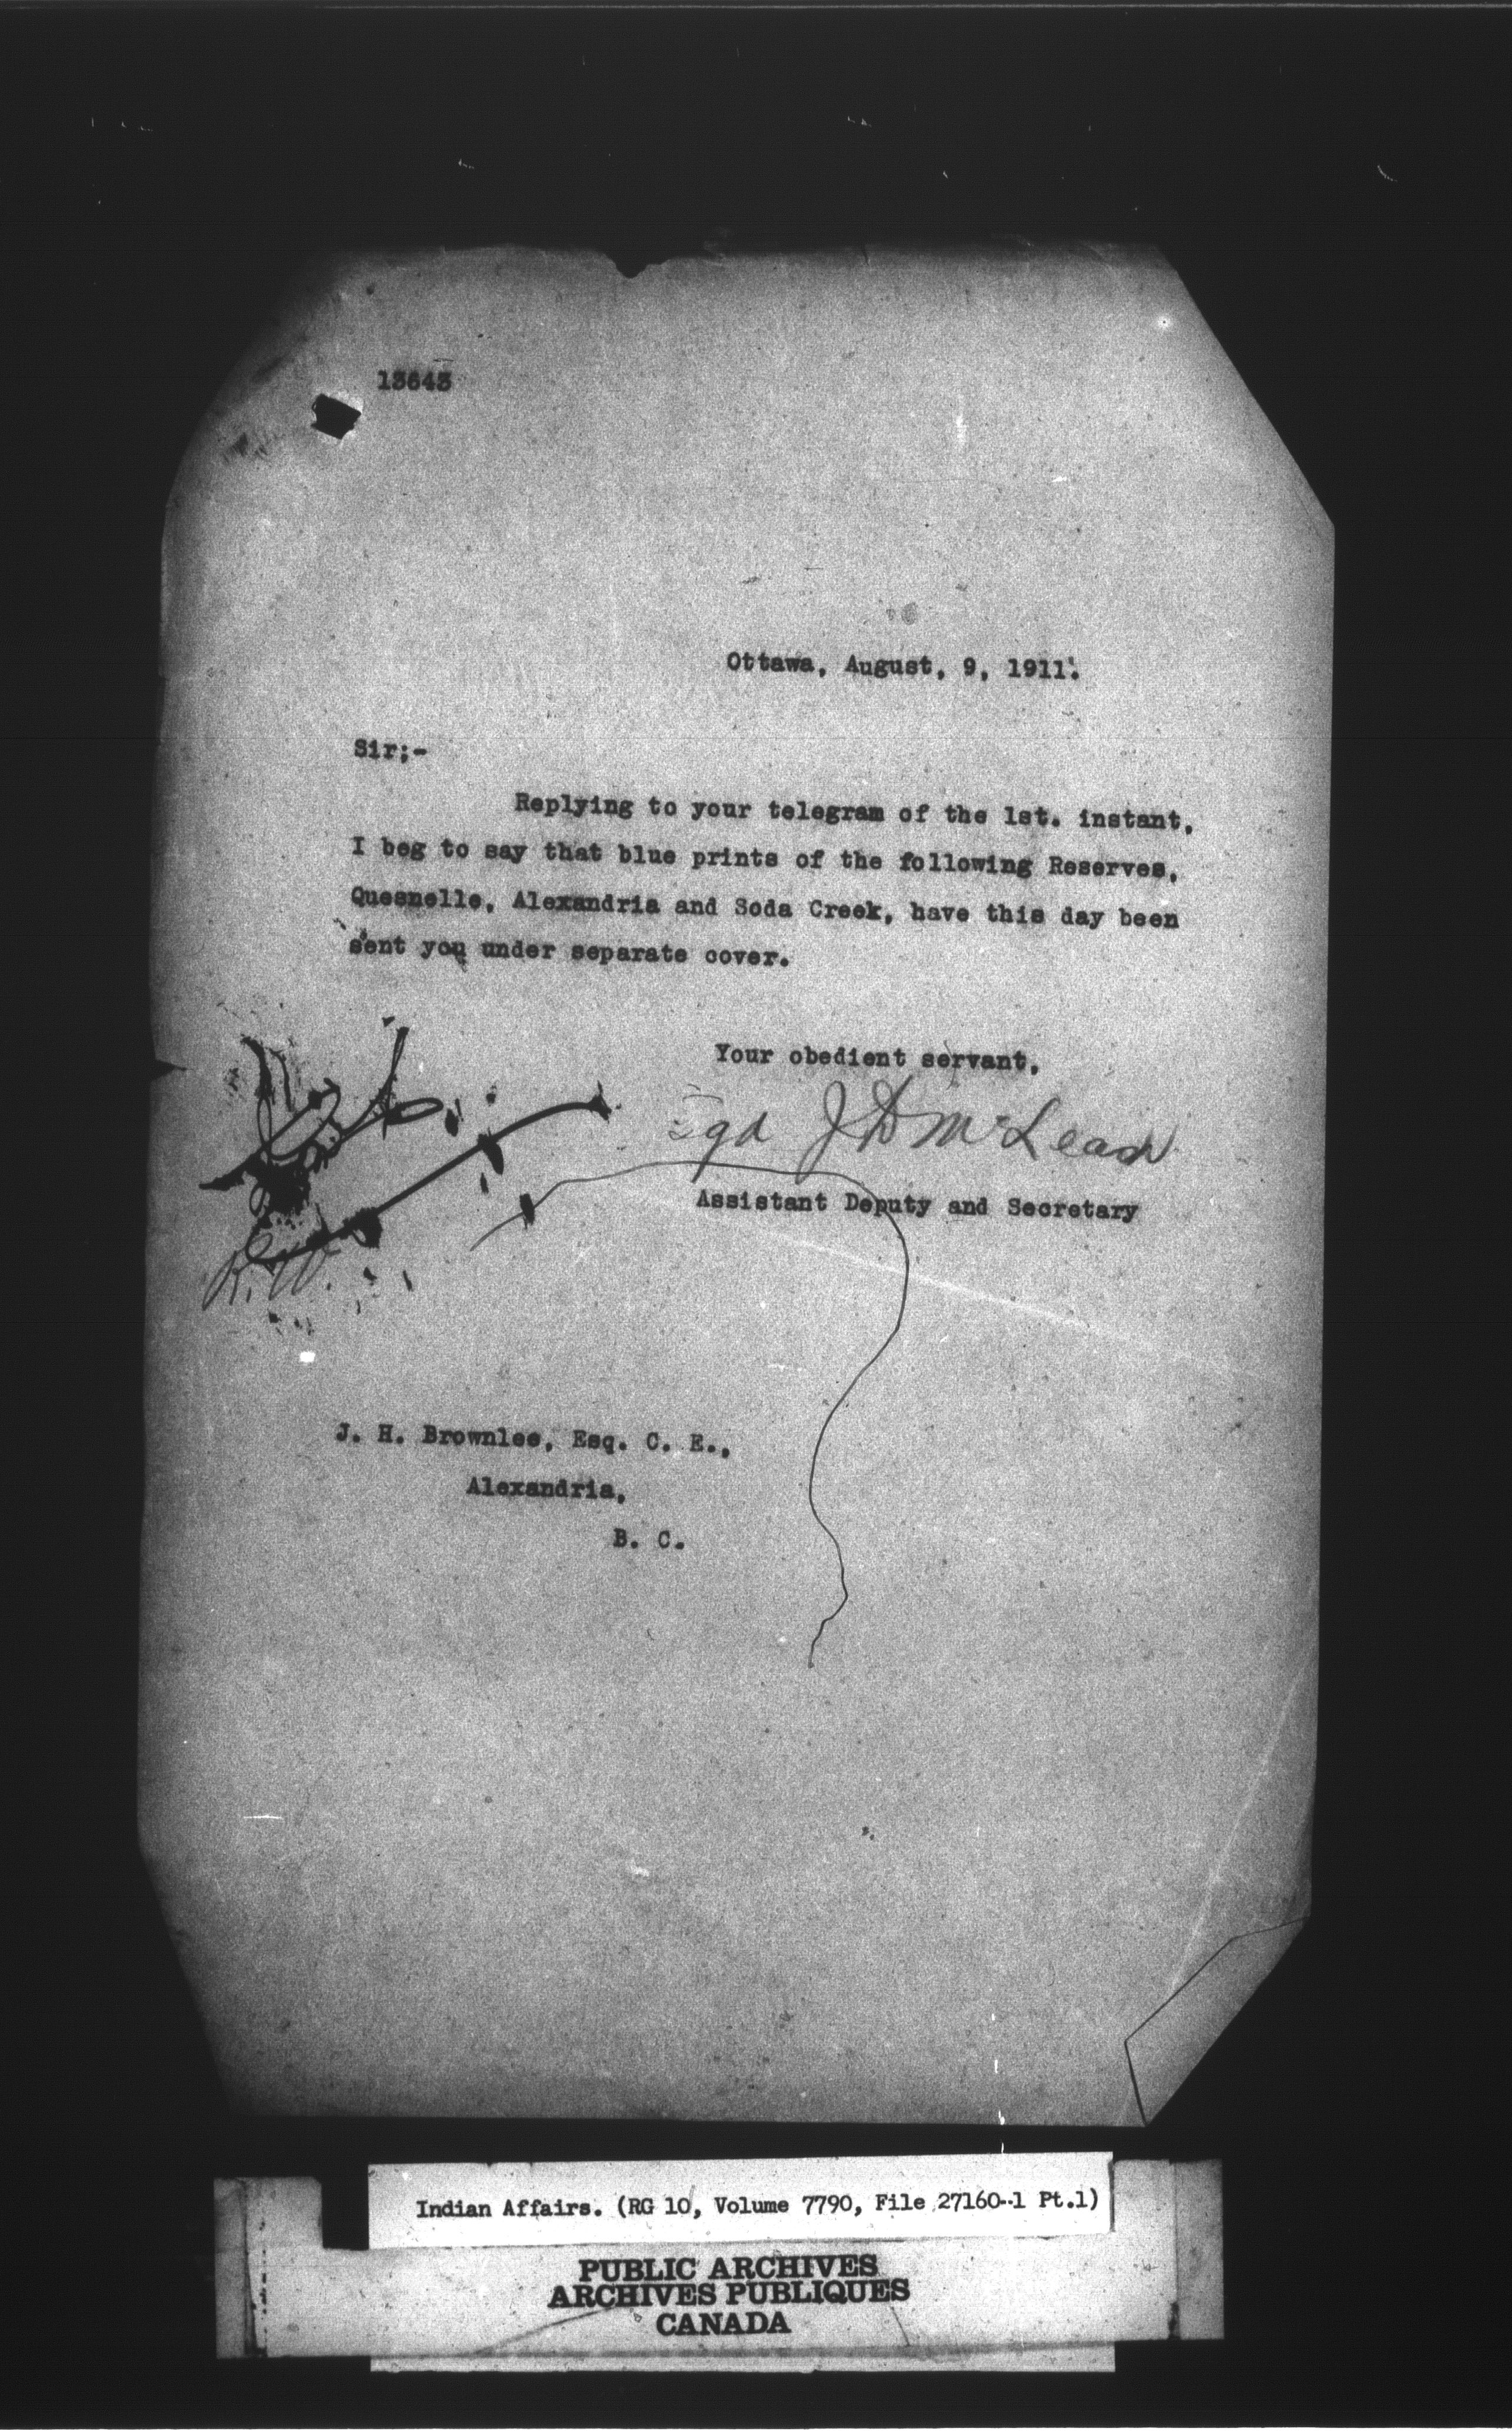 13643
Ottawa, August, 9, 1911.
Sir;-
Replying to your telegram of the 1st. instant,
I beg to say that blue prints of the following Reserves,
Quesnelle, Alexandria and Soda Creek, have this day been
sent you under separate cover.
Your obedient servant,
Sgd J D McLean
Assistant Deputy and Secretary
J. H. Brownlee, Esq. C. E.,
Alexandria,
B. C.
Indian Affairs. (RG 10, Volume 7790, File 27160-1 Pt.1)
PUBLIC ARCHIVES
ARCHIVES PUBLIQUES
CANADA